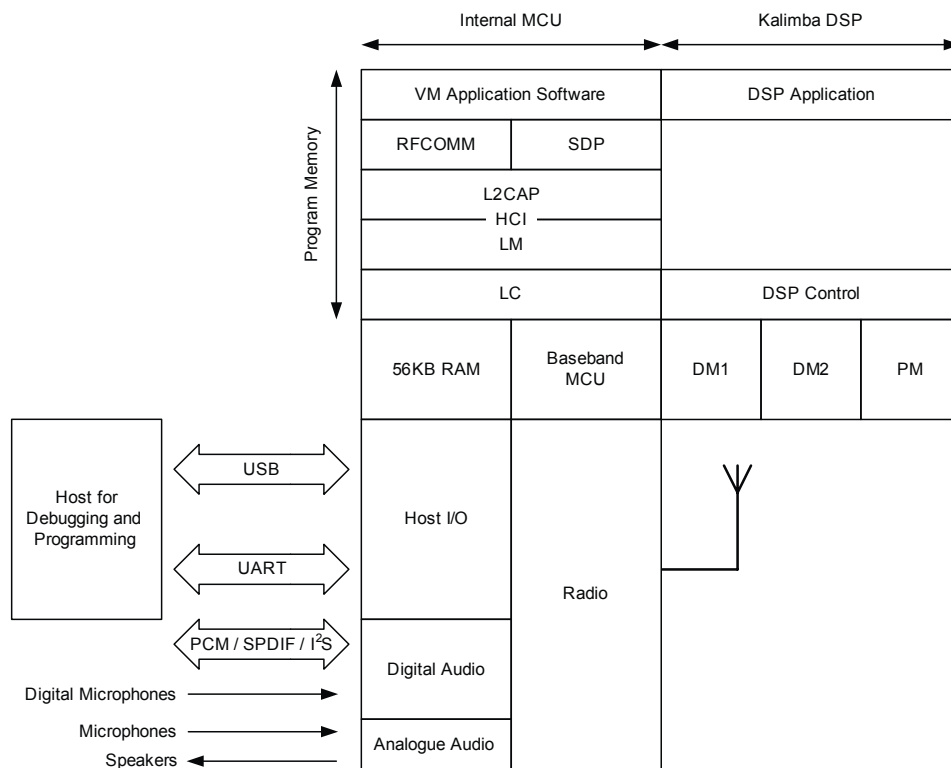 Internal MCU
Kalimba DSP
Program Memory
VM Application Software
DSP Application
RFCOMM
SDP
L2CAP
HCI
LM
LC
DSP Control
56KB RAM
Baseband
MCU
DM1
DM2
PM
Host for
Debugging and
Programming
USB
UART
Host I/O
Radio
PCM / SPDIF / I²S
Digital Audio
Digital Microphones
Microphones
Speakers
Analogue Audio